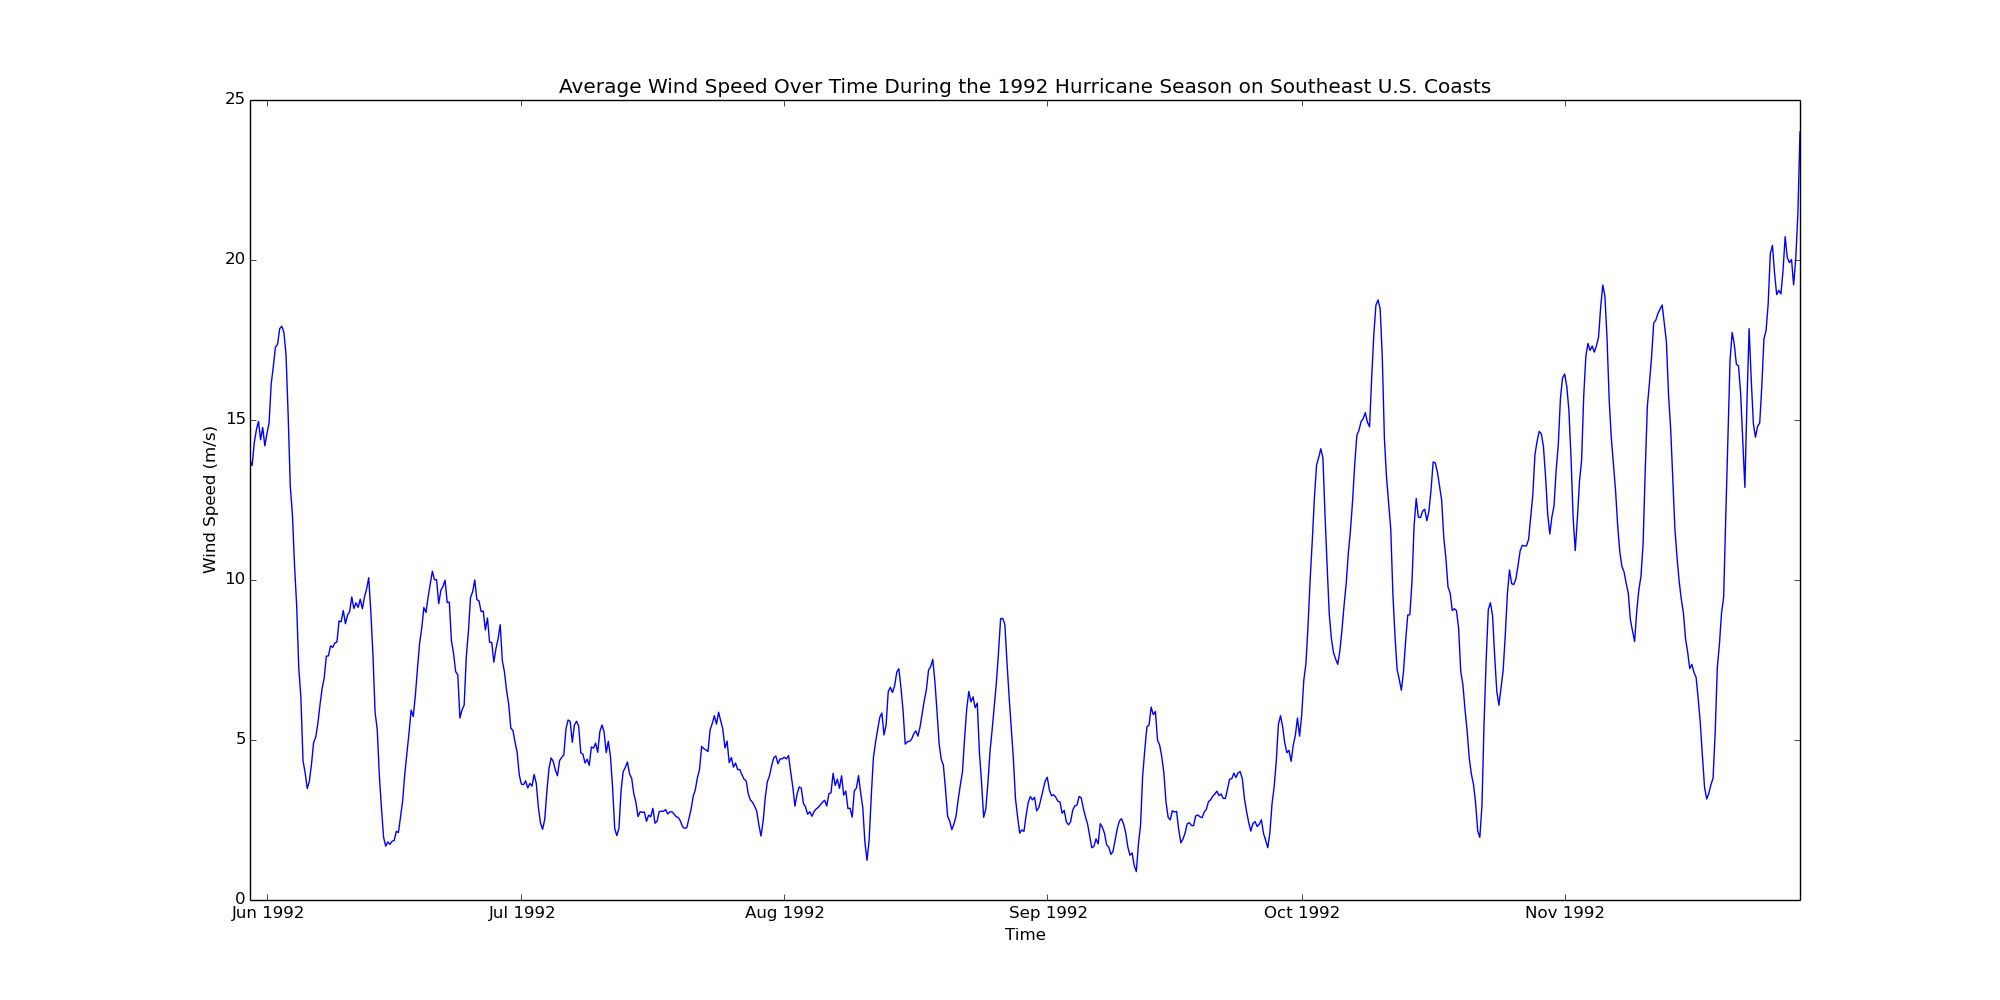 Average Wind Speed Over Time During the 1992 Hurricane Season on Southeast U.S. Coasts
25
20
15
10
5
0
Wind Speed (m/s)
Jun 1992 Jul 1992 Aug 1992 Sep 1992 Oct 1992 Nov 1992
Time